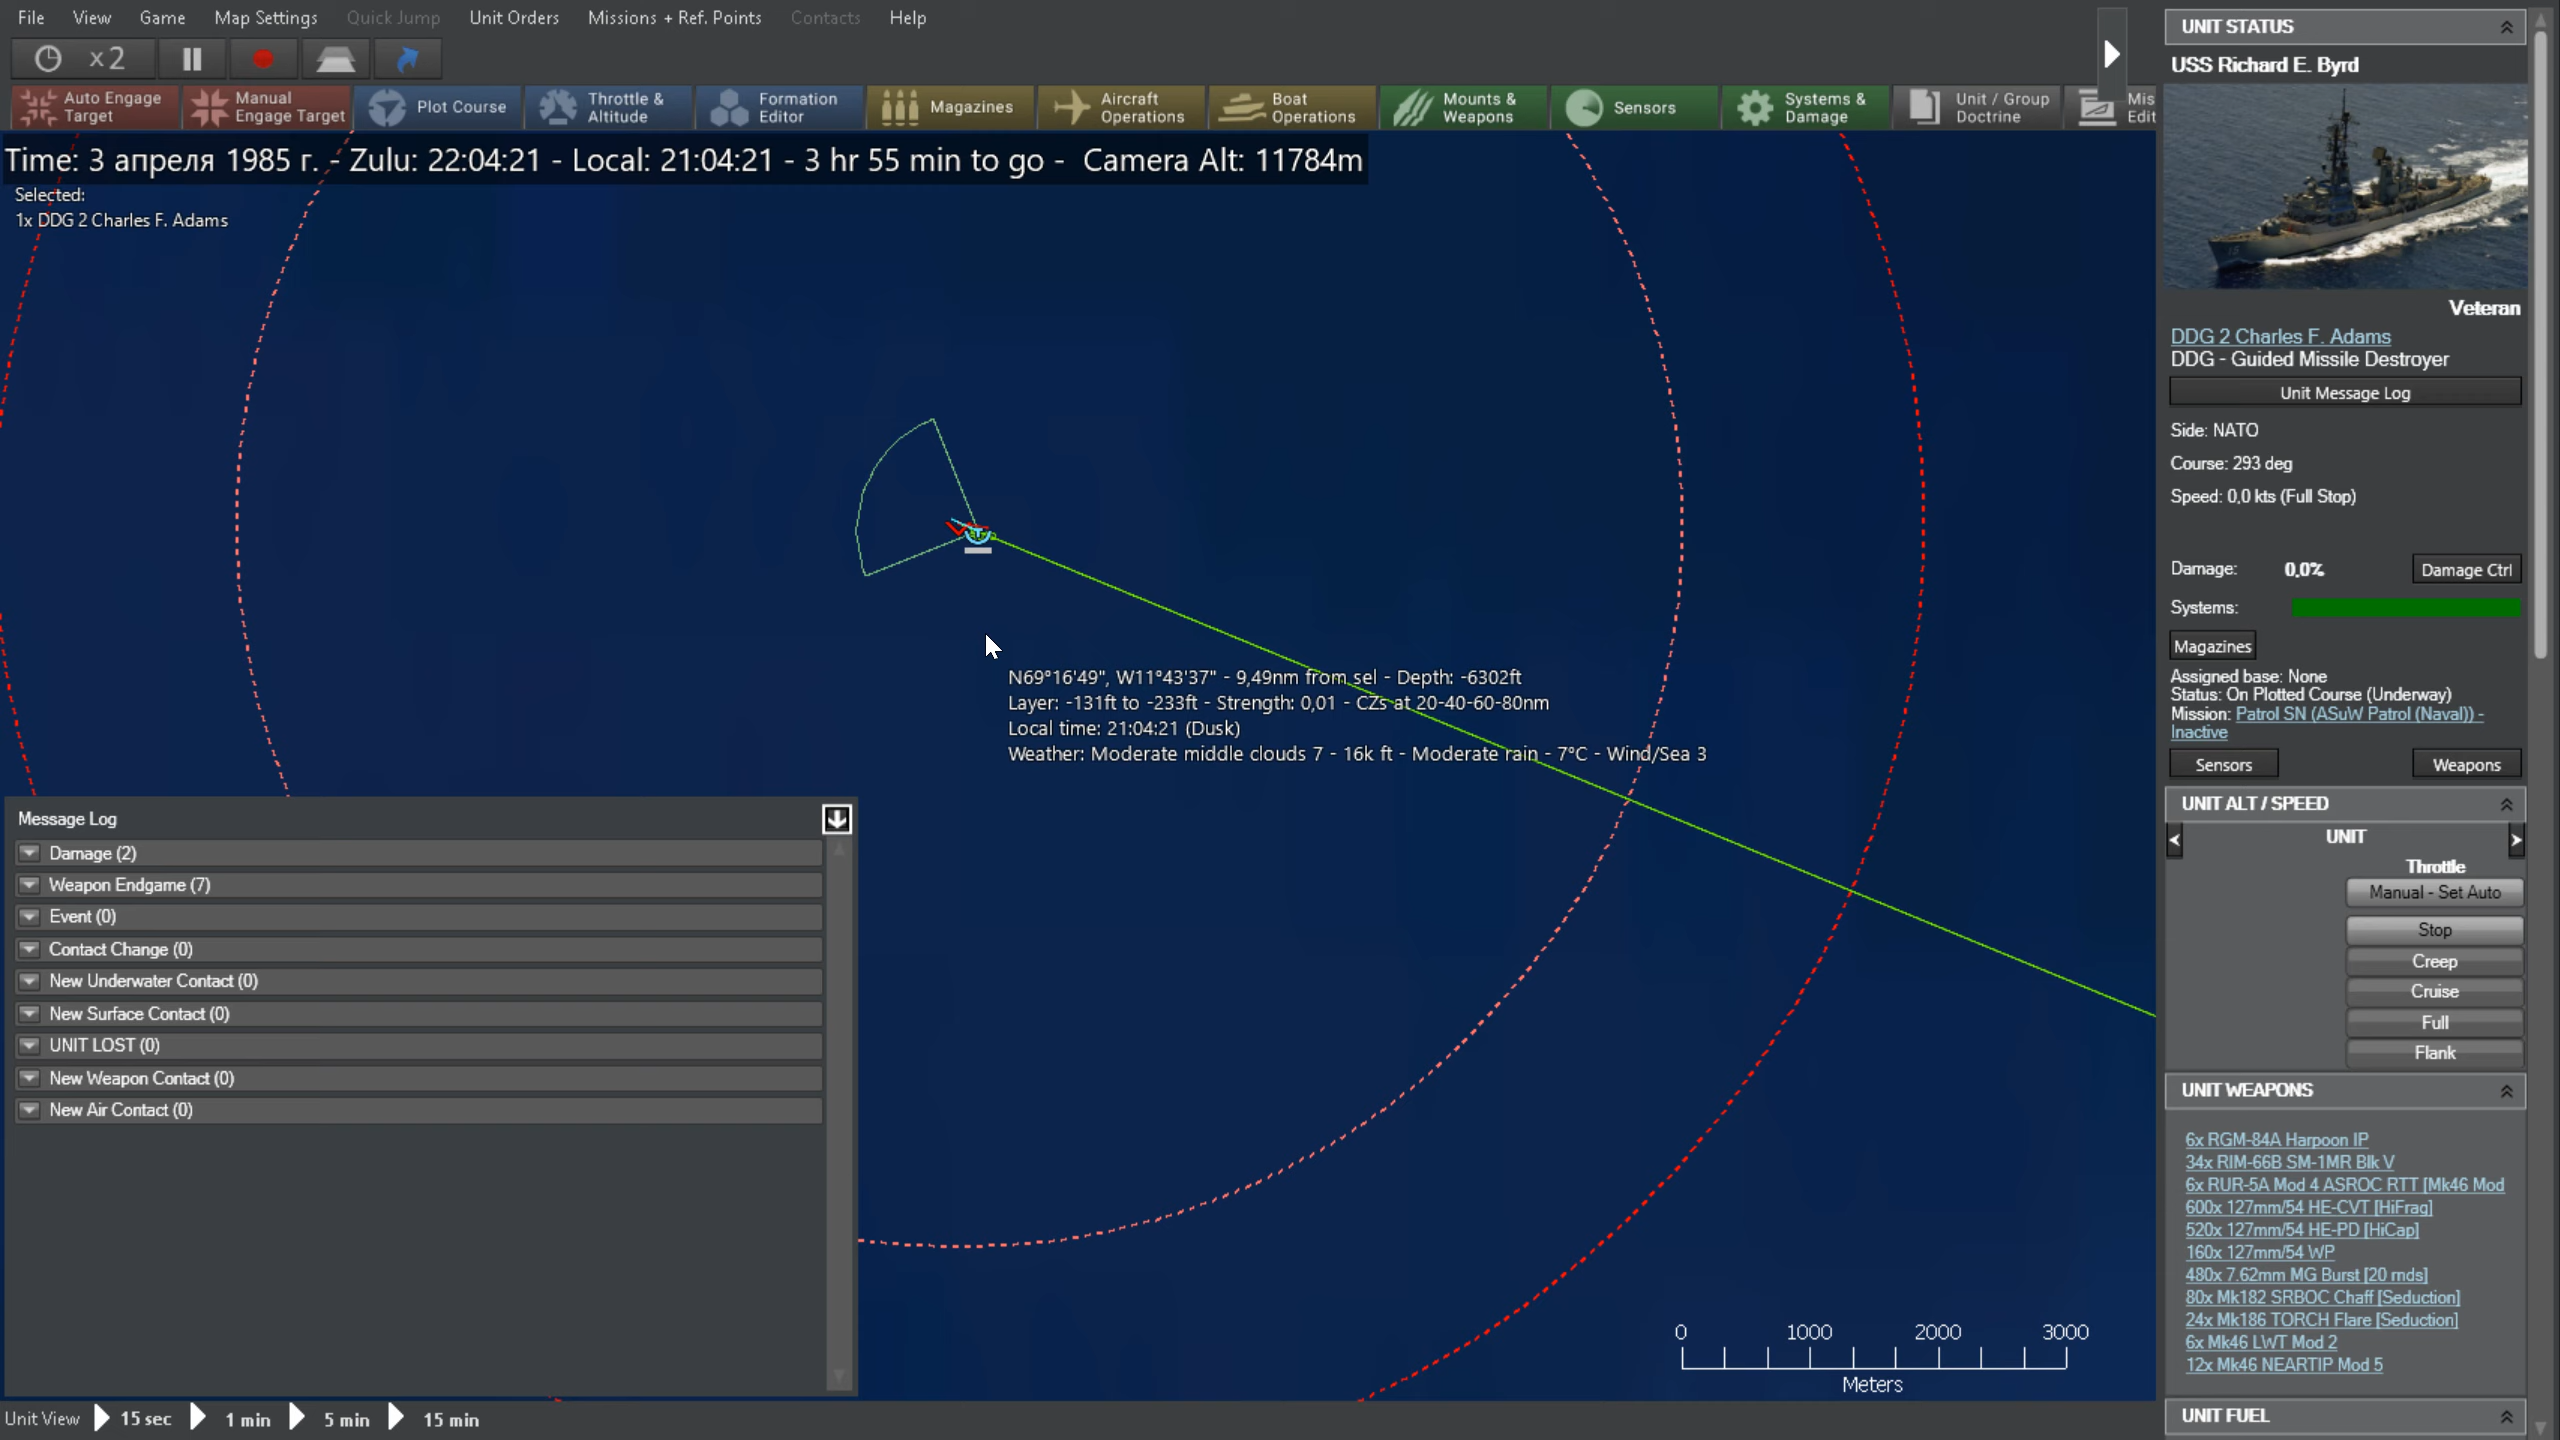 File View Game Map Settings Quick Jump Unit Orders Missions + Ref. Points Contacts Help
x 2
Auto Engage Target
Manual Engage Target
Plot Course
Throttle & Altitude
Formation Editor
Magazines
Aircraft Operations
Boat Operations
Mounts & Weapons
Sensors
Systems & Damage
Unit / Group Doctrine
Mis
Edit
Time: 3 апреля 1985 г. - Zulu: 22:04:21 - Local: 21:04:21 - 3 hr 55 min to go - Camera Alt: 11784m
Selected:
1x DDG 2 Charles F. Adams
N69°16'49", W11°43'37" - 9,49nm from sel - Depth: -6302ft
Layer: -131ft to -233ft - Strength: 0,01 - CZs at 20-40-60-80nm
Local time: 21:04:21 (Dusk)
Weather: Moderate middle clouds 7 - 16k ft - Moderate rain - 7°C - Wind/Sea 3
Message Log
Damage (2)
Weapon Endgame (7)
Event (0)
Contact Change (0)
New Underwater Contact (0)
New Surface Contact (0)
UNIT LOST (0)
New Weapon Contact (0)
New Air Contact (0)
0 1000 2000 3000
Meters
Unit View 15 sec 1 min 5 min 15 min
UNIT STATUS
USS Richard E. Byrd
15
Veteran
DDG 2 Charles F. Adams
DDG - Guided Missile Destroyer
Unit Message Log
Side: NATO
Course: 293 deg
Speed: 0,0 kts (Full Stop)
Damage: 0,0% Damage Ctrl
Systems:
Magazines
Assigned base: None
Status: On Plotted Course (Underway)
Mission: Patrol SN (ASuW Patrol (Naval)) -
Inactive
Sensors Weapons
UNIT ALT / SPEED
UNIT
Throttle
Manual - Set Auto
Stop
Creep
Cruise
Full
Flank
UNIT WEAPONS
6x RGM-84A Harpoon IP
34x RIM-66B SM-1MR Blk V
6x RUR-5A Mod 4 ASROC RTT [Mk46 Mod
600x 127mm/54 HE-CVT [HiFrag]
520x 127mm/54 HE-PD [HiCap]
160x 127mm/54 WP
480x 7.62mm MG Burst [20 rnds]
80x Mk182 SRBOC Chaff [Seduction]
24x Mk186 TORCH Flare [Seduction]
6x Mk46 LWT Mod 2
12x Mk46 NEARTIP Mod 5
UNIT FUEL